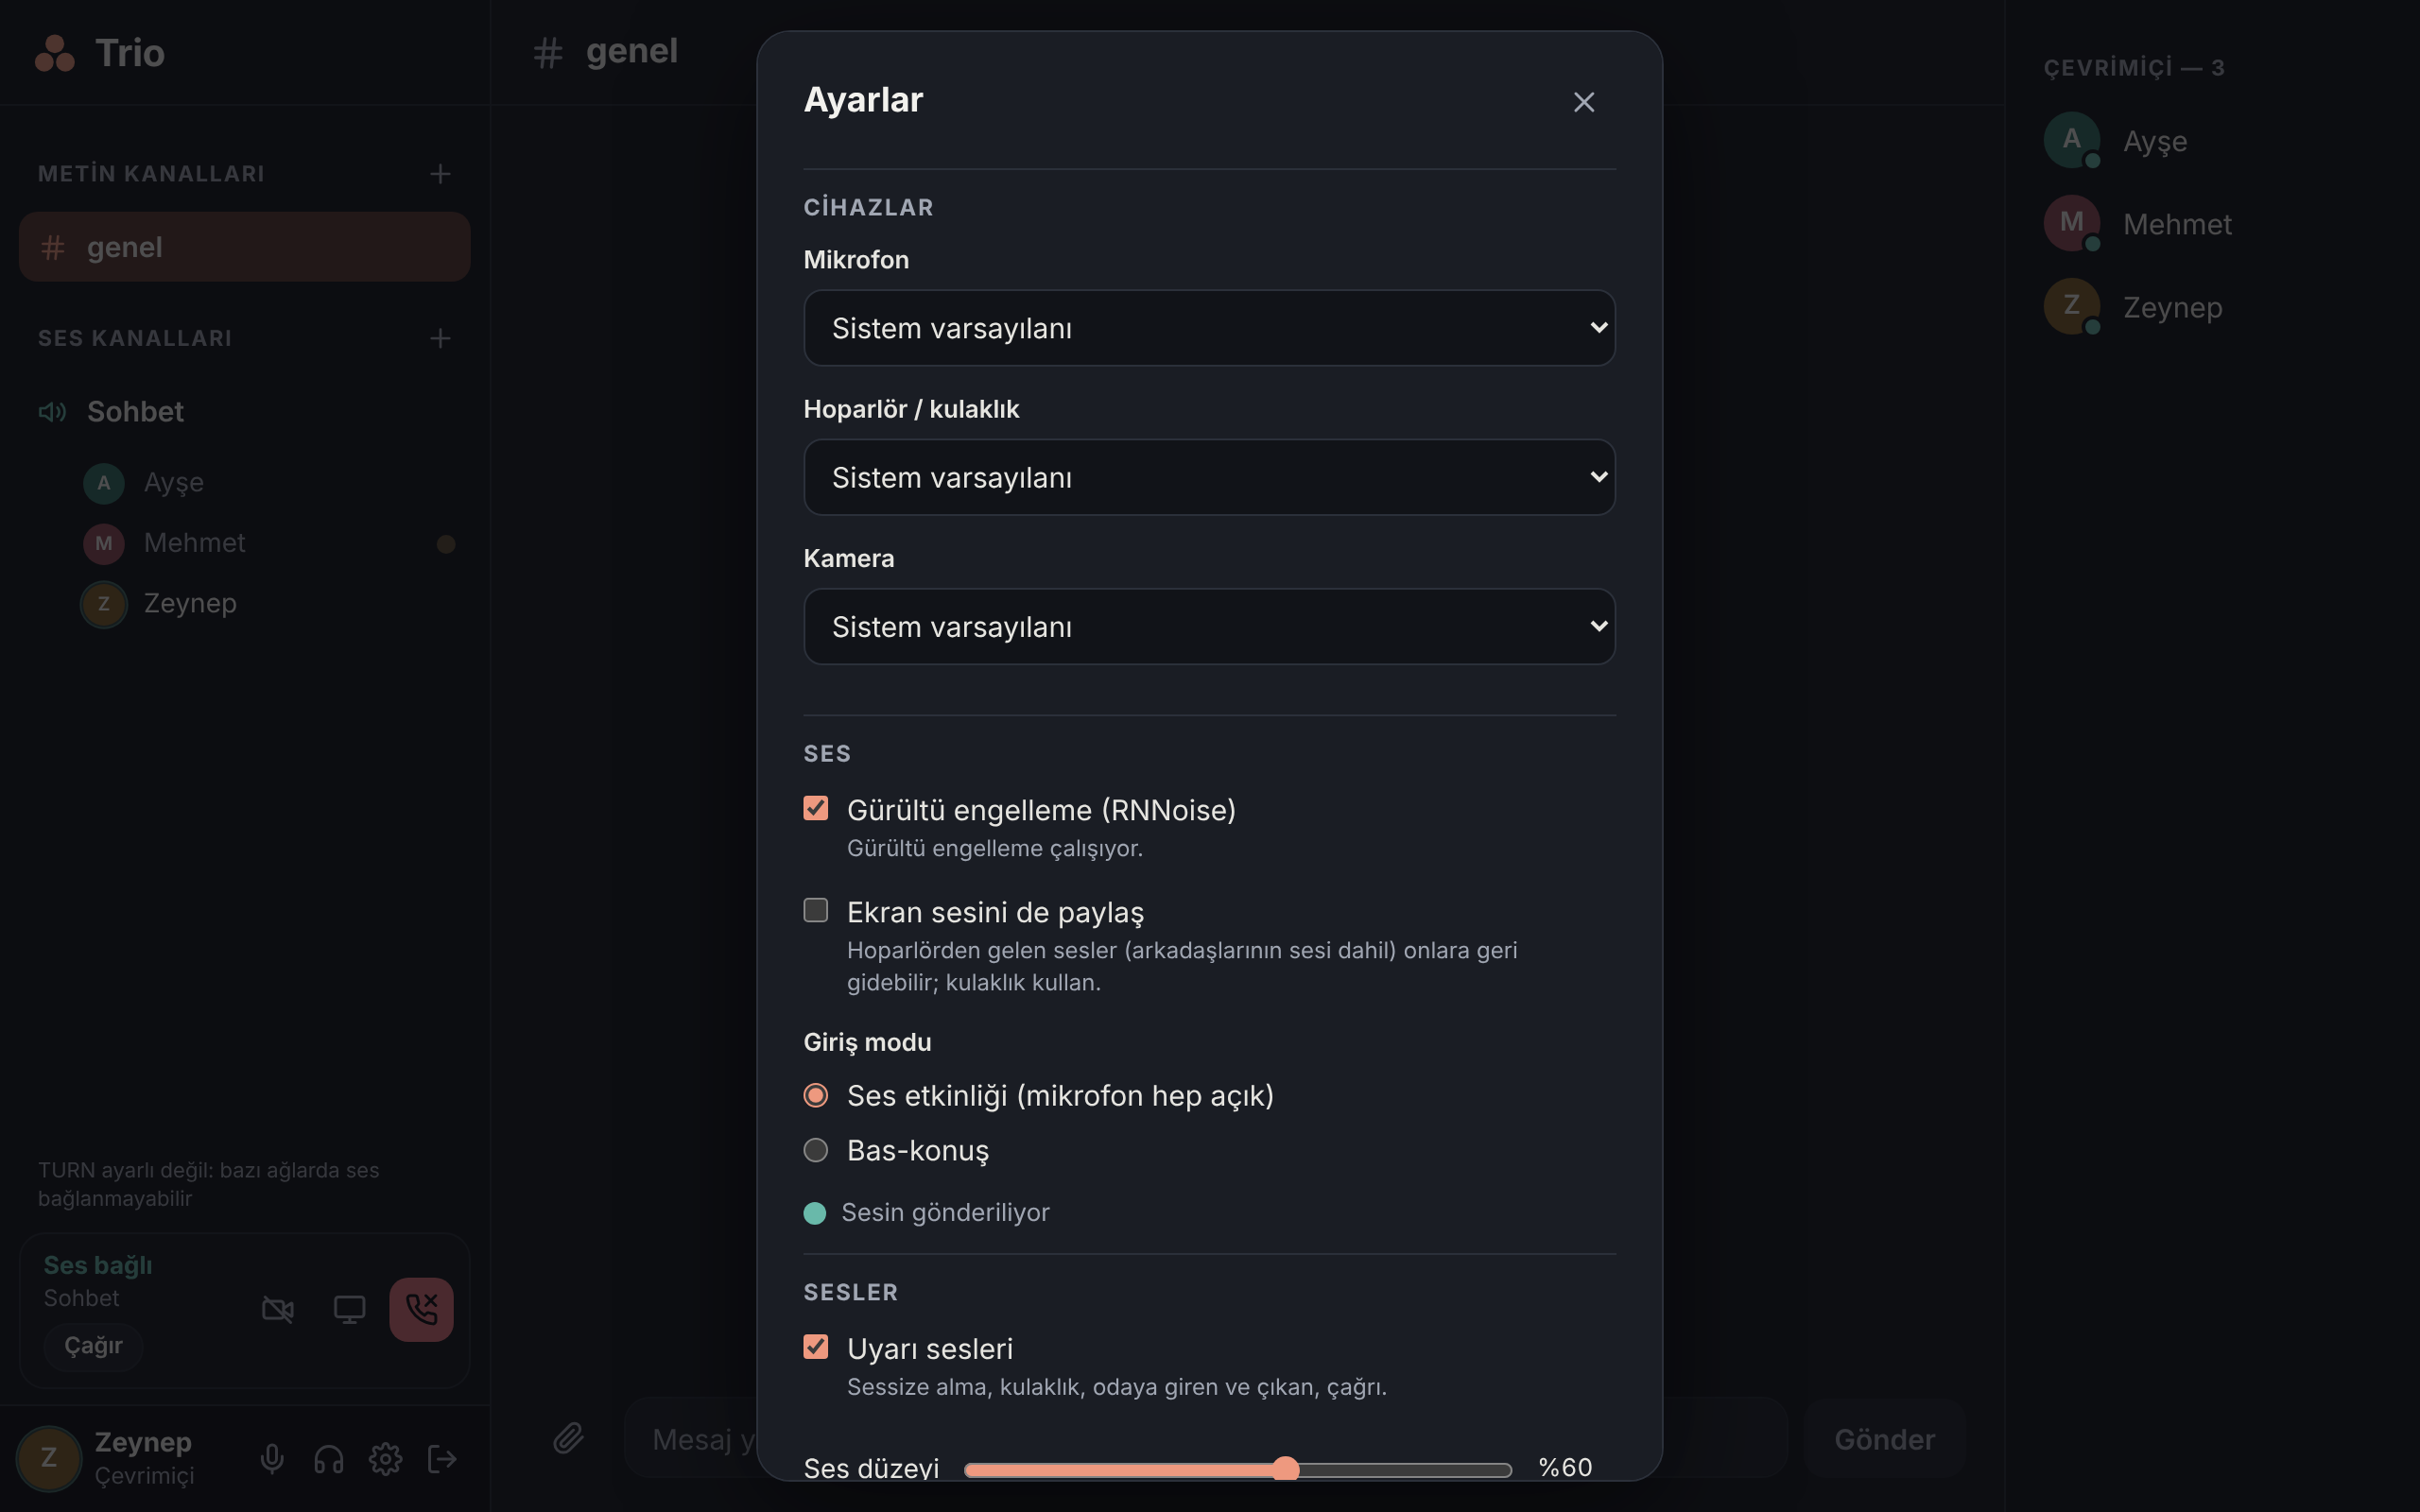 Trio
METİN KANALLARI
genel
SES KANALLARI
Sohbet
A Ayşe
M Mehmet
Z Zeynep
TURN ayarlı değil: bazı ağlarda ses
bağlanmayabilir
Ses bağlı
Sohbet
Çağır
Z Zeynep
Çevrimiçi
# genel
Mesaj y
Gönder
Ayarlar
CİHAZLAR
Mikrofon
Sistem varsayılanı
Hoparlör / kulaklık
Sistem varsayılanı
Kamera
Sistem varsayılanı
SES
Gürültü engelleme (RNNoise)
Gürültü engelleme çalışıyor.
Ekran sesini de paylaş
Hoparlörden gelen sesler (arkadaşlarının sesi dahil) onlara geri
gidebilir; kulaklık kullan.
Giriş modu
Ses etkinliği (mikrofon hep açık)
Bas-konuş
Sesin gönderiliyor
SESLER
Uyarı sesleri
Sessize alma, kulaklık, odaya giren ve çıkan, çağrı.
Ses düzeyi %60
ÇEVRİMİÇİ — 3
A Ayşe
M Mehmet
Z Zeynep